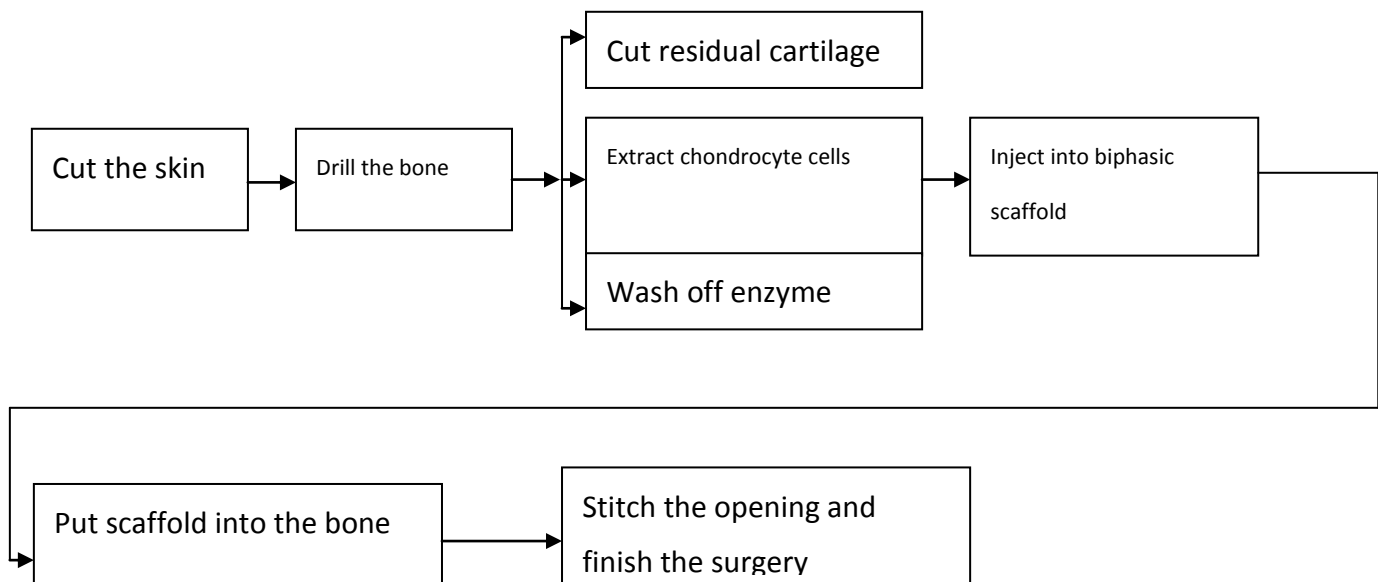 Cut residual cartilage
Cut the skin
Drill the bone
Extract chondrocyte cells
Inject into biphasic
scaffold
Wash off enzyme
Put scaffold into the bone
Stitch the opening and
finish the surgery